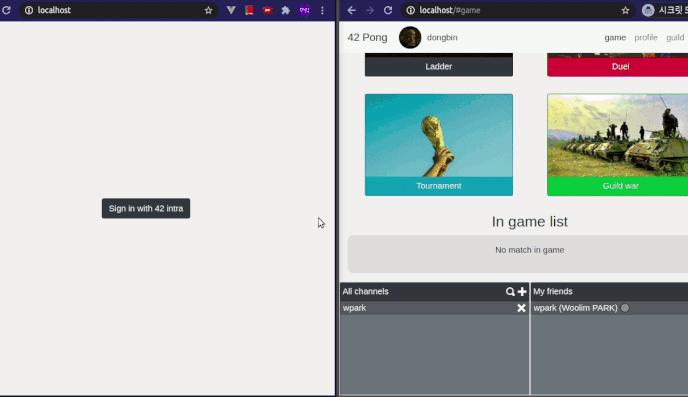 localhost
Sign in with 42 intra
localhost/#game
시크릿 모
42 Pong
dongbin
game
profile
guild
Ladder
Duel
Tournament
Guild war
In game list
No match in game
All channels
wpark
My friends
wpark (Woolim PARK)